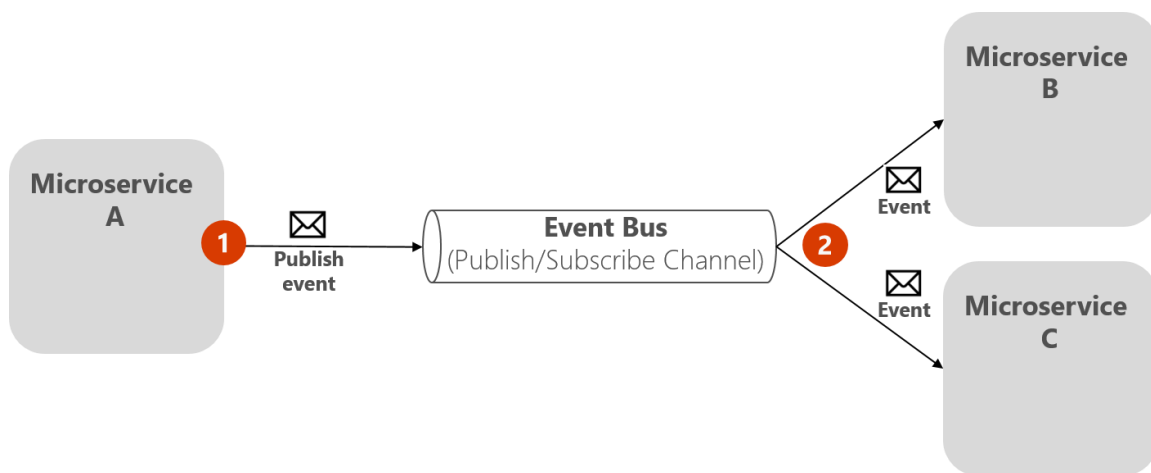 Microservice
A
1
Publish
event
Event Bus
(Publish/Subscribe Channel)
2
Event
Microservice
B
Event
Microservice
C